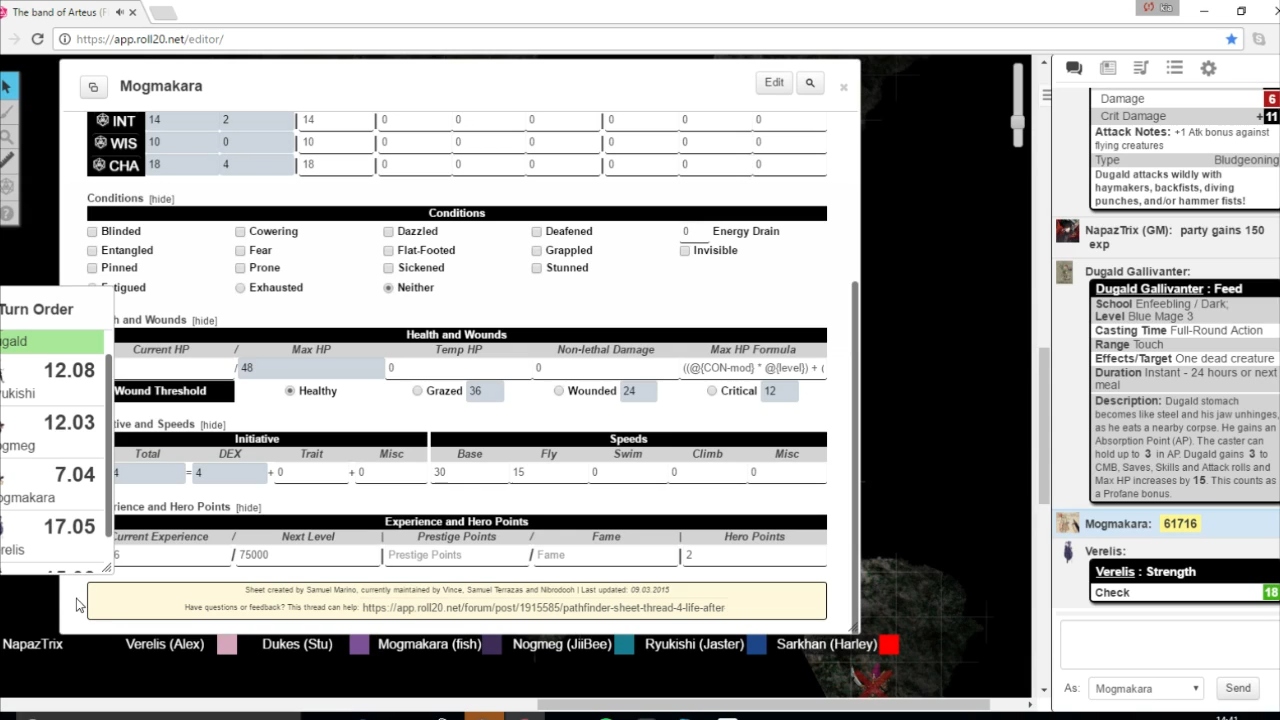 The band of Arteus (F
https://app.roll20.net/editor/
Mogmakara
Edit
INT 14 2 14 0 0 0 0 0 0
WIS 10 0 10 0 0 0 0 0 0
CHA 18 4 18 0 0 0 0 0 0
Conditions [hide]
Conditions
Blinded Cowering Dazzled Deafened 0 Energy Drain
Entangled Fear Flat-Footed Grappled Invisible
Pinned Prone Sickened Stunned
tigued Exhausted Neither
h and Wounds [hide]
Health and Wounds
Current HP / Max HP Temp HP Non-lethal Damage Max HP Formula
/ 48 0 0 ((@{CON-mod} * @{level}) + (
Wound Threshold Healthy Grazed 36 Wounded 24 Critical 12
tive and Speeds [hide]
Initiative Speeds
Total DEX Trait Misc Base Fly Swim Climb Misc
4 = 4 + 0 + 0 30 15 0 0 0
rience and Hero Points [hide]
Experience and Hero Points
Current Experience / Next Level | Prestige Points / Fame | Hero Points
6 / 75000 | Prestige Points / Fame | 2
Sheet created by Samuel Marino, currently maintained by Vince, Samuel Terrazas and Nibrodooh | Last updated: 09.03.2015
Have questions or feedback? This thread can help: https://app.roll20.net/forum/post/1915585/pathfinder-sheet-thread-4-life-after
Turn Order
ugald
12.08
yukishi
12.03
ogmeg
7.04
ogmakara
17.05
relis
NapazTrix Verelis (Alex) Dukes (Stu) Mogmakara (fish) Nogmeg (JiiBee) Ryukishi (Jaster) Sarkhan (Harley)
Damage 6
Crit Damage +11
Attack Notes: +1 Atk bonus against
flying creatures
Type Bludgeoning
Dugald attacks wildly with
haymakers, backfists, diving
punches, and/or hammer fists!
NapazTrix (GM): party gains 150
exp
Dugald Gallivanter:
Dugald Gallivanter : Feed
School Enfeebling / Dark;
Level Blue Mage 3
Casting Time Full-Round Action
Range Touch
Effects/Target One dead creature
Duration Instant - 24 hours or next
meal
Description: Dugald stomach
becomes like steel and his jaw unhinges,
as he eats a nearby corpse. He gains an
Absorption Point (AP). The caster can
hold up to 3 in AP. Dugald gains 3 to
CMB, Saves, Skills and Attack rolls and
Max HP increases by 15. This counts as
a Profane bonus.
Mogmakara: 61716
Verelis:
Verelis : Strength
Check 18
As: Mogmakara Send